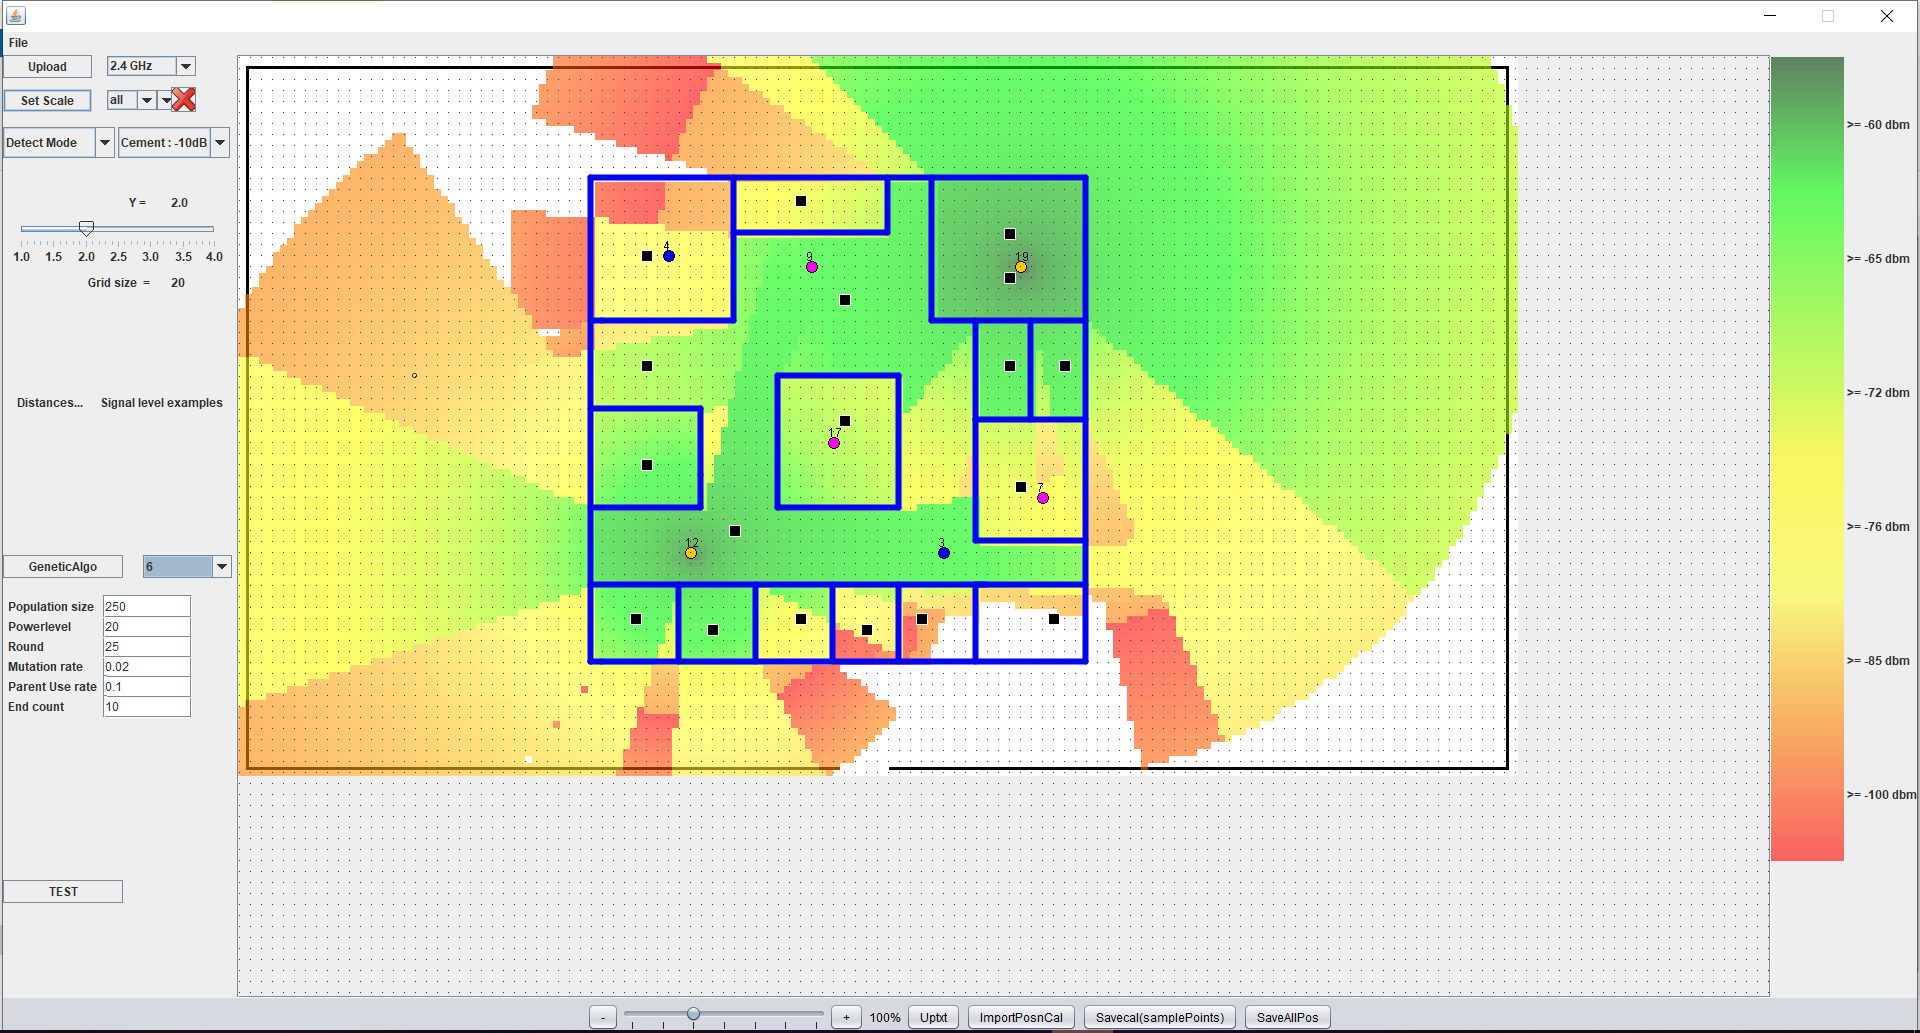 File
Upload
2.4 GHz
Set Scale
all
Detect Mode
Cement : -10dB
Y = 2.0
1.0 1.5 2.0 2.5 3.0 3.5 4.0
Grid size = 20
Distances... Signal level examples
GeneticAlgo
6
Population size 250
Powerlevel 20
Round 25
Mutation rate 0.02
Parent Use rate 0.1
End count 10
TEST
4
9
19
17
7
12
3
>= -60 dbm
>= -65 dbm
>= -72 dbm
>= -76 dbm
>= -85 dbm
>= -100 dbm
- + 100% Uptxt ImportPosnCal Savecal(samplePoints) SaveAllPos